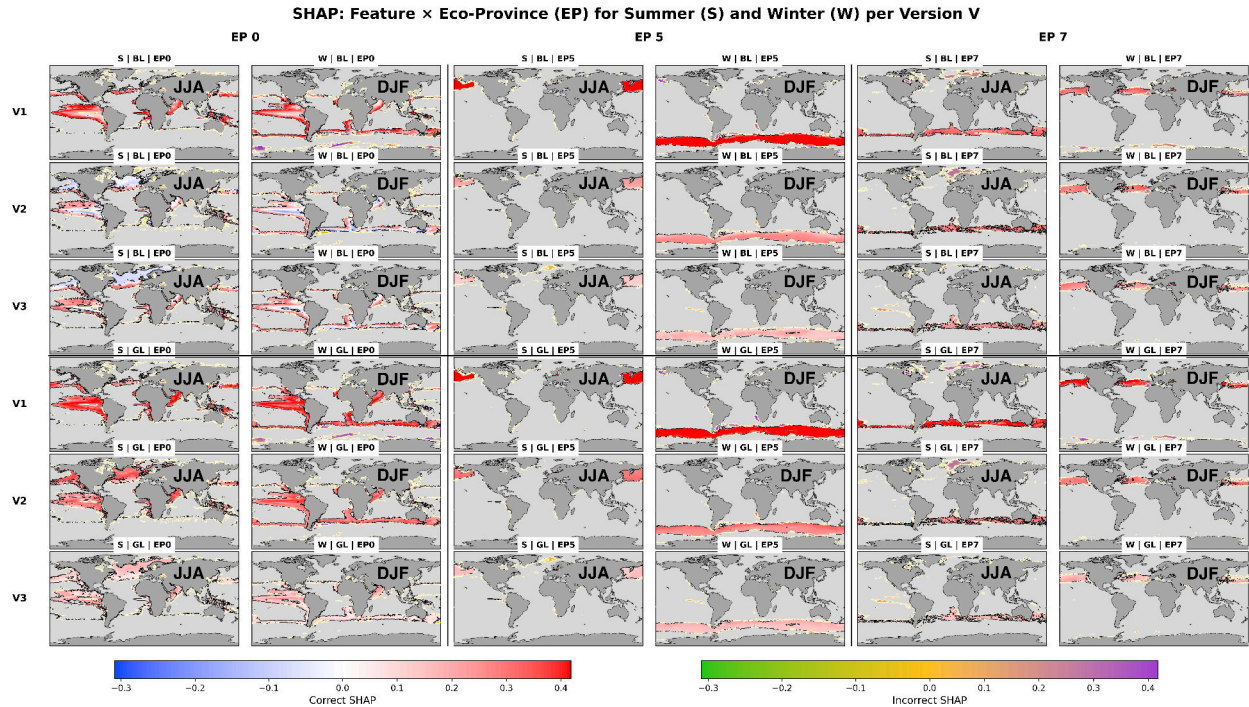 SHAP: Feature × Eco-Province (EP) for Summer (S) and Winter (W) per Version V
EP 0 EP 5 EP 7
S | BL | EP0 W | BL | EP0 S | BL | EP5 W | BL | EP5 S | BL | EP7 W | BL | EP7
V1 JJA DJF JJA DJF JJA DJF
S | BL | EP0 W | BL | EP0 S | BL | EP5 W | BL | EP5 S | BL | EP7 W | BL | EP7
V2 JJA DJF JJA DJF JJA DJF
S | BL | EP0 W | BL | EP0 S | BL | EP5 W | BL | EP5 S | BL | EP7 W | BL | EP7
V3 JJA DJF JJA DJF JJA DJF
S | GL | EP0 W | GL | EP0 S | GL | EP5 W | GL | EP5 S | GL | EP7 W | GL | EP7
V1 JJA DJF JJA DJF JJA DJF
S | GL | EP0 W | GL | EP0 S | GL | EP5 W | GL | EP5 S | GL | EP7 W | GL | EP7
V2 JJA DJF JJA DJF JJA DJF
S | GL | EP0 W | GL | EP0 S | GL | EP5 W | GL | EP5 S | GL | EP7 W | GL | EP7
V3 JJA DJF JJA DJF JJA DJF
−0.3 −0.2 −0.1 0.0 0.1 0.2 0.3 0.4 −0.3 −0.2 −0.1 0.0 0.1 0.2 0.3 0.4
Correct SHAP Incorrect SHAP